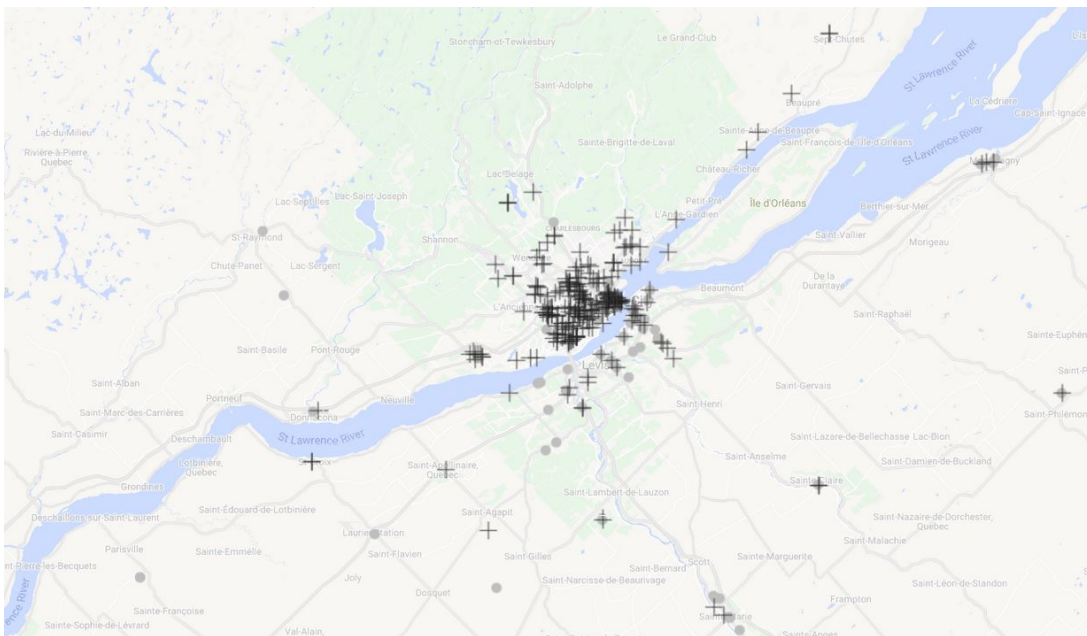 Stoneham-et-Tewkesbury
Le Grand-Club
Sept-Chutes
St Lawrence River
Saint-Adolphe
La Cédrière
Beaupré
Cap-Saint-Ignace
Lac-du-Milieu
Sainte-Anne-de-Beaupré
Rivière-à-Pierre,
Quebec
Sainte-Brigitte-de-Laval
Saint-François-de-l'Île-d'Orléans
St Lawrence River
Château-Richer
Lac-Belage
Lac-Saint-Joseph
Lac-Sept-Îles
Petit-Pré
Île d'Orléans
Berthier-sur-Mer
L'Ange-Gardien
St-Raymond
Shannon
CHARLESBOURG
Saint-Vallier
Morigeau
Chute-Panet
Lac-Sergent
De la
Durantaye
Beaumont
Saint-Raphaël
Saint-Basile
Pont Rouge
Saint-Alban
Saint-Gervais
Portneuf
Neuville
Saint-Henri
Saint-Marc-des-Carrières
Donnacona
Saint-Philémon
Saint-Casimir
Deschambault
St Lawrence River
Saint-Lazare-de-Bellechasse
Lac-Bion
Saint-Anselme
Lotbinière,
Quebec
Saint-Apollinaire,
Quebec
Saint-Damien-de-Buckland
Grondines
Sainte-Claire
Saint-Lambert-de-Lauzon
Saint-Édouard-de-Lotbinière
Deschaillons-sur-Saint-Laurent
Saint-Agapit
Saint-Nazaire-de-Dorchester,
Quebec
Laurier-Station
Saint-Malachie
Parisville
Sainte-Emmélie
Saint-Flavien
Saint-Gilles
Sainte-Marguerite
Scott
Saint-Bernard
Joly
Saint-Narcisse-de-Beaurivage
Saint-Léon-de-Standon
Dosquet
Frampton
Sainte-Françoise
Sainte-Sophie-de-Lévrard
Val-Alain,